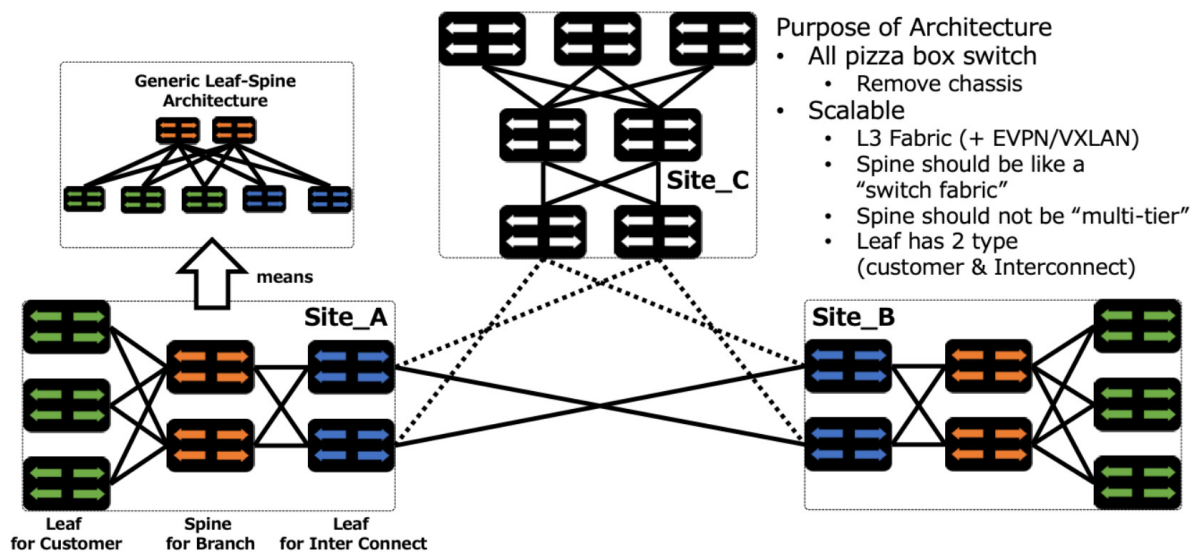 Generic Leaf-Spine
Architecture
means
Site_A
Leaf
for Customer
Spine
for Branch
Leaf
for Inter Connect
Site_C
Site_B
Purpose of Architecture
• All pizza box switch
• Remove chassis
• Scalable
• L3 Fabric (+ EVPN/VXLAN)
• Spine should be like a
“switch fabric”
• Spine should not be “multi-tier”
• Leaf has 2 type
(customer & Interconnect)